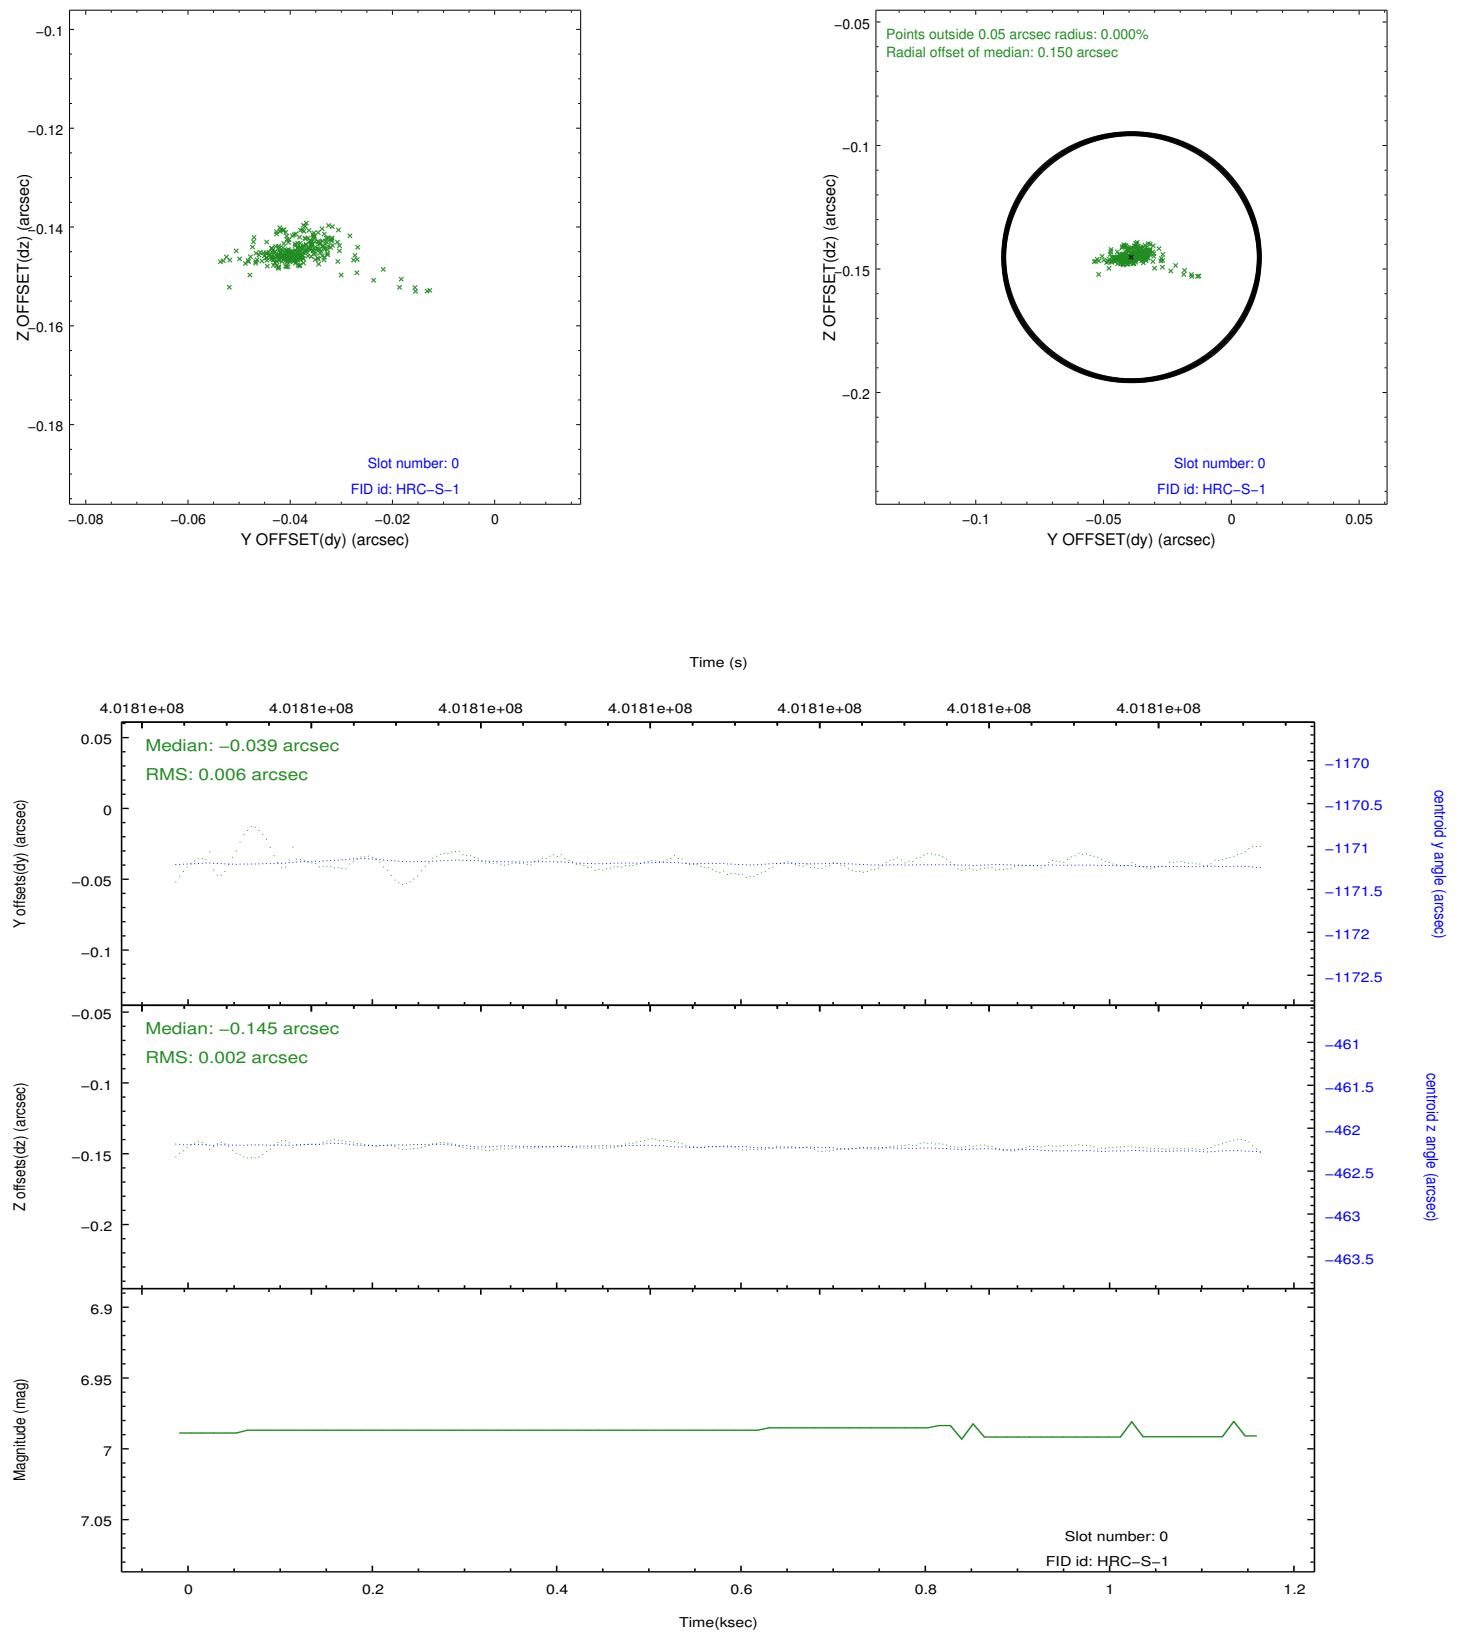 −0.1
−0.12
−0.14
−0.16
−0.18
Z OFFSET(dz) (arcsec)
Slot number: 0
FID id: HRC−S−1
−0.08 −0.06 −0.04 −0.02 0
Y OFFSET(dy) (arcsec)
−0.05
−0.1
−0.15
−0.2
Z OFFSET(dz) (arcsec)
Points outside 0.05 arcsec radius: 0.000%
Radial offset of median: 0.150 arcsec
Slot number: 0
FID id: HRC−S−1
−0.1 −0.05 0 0.05
Y OFFSET(dy) (arcsec)
Time (s)
4.0181e+08 4.0181e+08 4.0181e+08 4.0181e+08 4.0181e+08 4.0181e+08 4.0181e+08
0.05
0
−0.05
−0.1
Y offsets(dy) (arcsec)
Median: −0.039 arcsec
RMS: 0.006 arcsec
−1170
−1170.5
−1171
−1171.5
−1172
−1172.5
centroid y angle (arcsec)
−0.05
−0.1
−0.15
−0.2
Z offsets(dz) (arcsec)
Median: −0.145 arcsec
RMS: 0.002 arcsec
−461
−461.5
−462
−462.5
−463
−463.5
centroid z angle (arcsec)
6.9
6.95
7
7.05
Magnitude (mag)
Slot number: 0
FID id: HRC−S−1
0 0.2 0.4 0.6 0.8 1 1.2
Time(ksec)